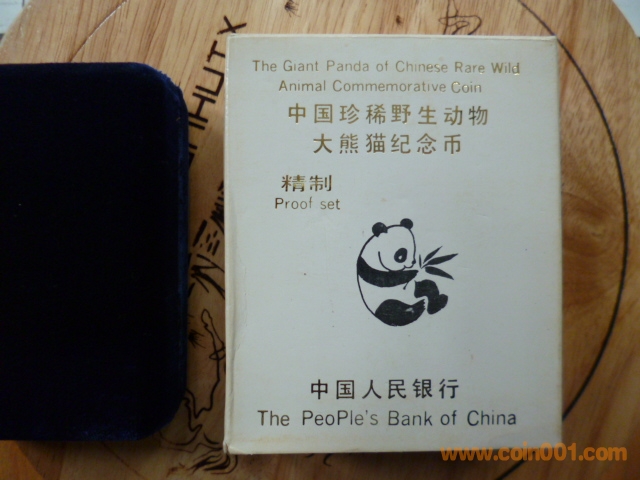 The Giant Panda of Chinese Rare Wild
Animal Commemorative Coin
中国珍稀野生动物
大熊猫纪念币
精制
Proof set
中国人民银行
The PeoPle's Bank of China
www.coin001.com